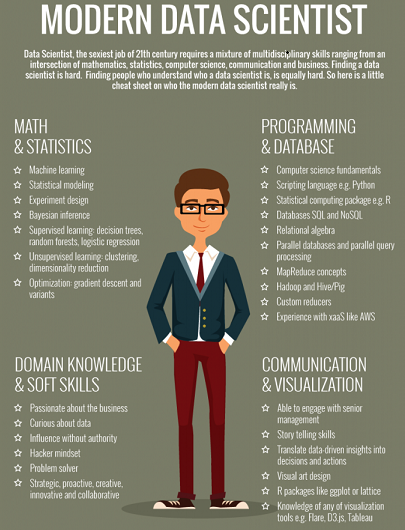 MODERN DATA SCIENTIST
Data Scientist, the sexiest job of 21th century requires a mixture of multidisciplinary skills ranging from an
intersection of mathematics, statistics, computer science, communication and business. Finding a data
scientist is hard. Finding people who understand who a data scientist is, is equally hard. So here is a little
cheat sheet on who the modern data scientist really is.
MATH
& STATISTICS
Machine learning
Statistical modeling
Experiment design
Bayesian inference
Supervised learning: decision trees,
random forests, logistic regression
Unsupervised learning: clustering,
dimensionality reduction
Optimization: gradient descent and
variants
PROGRAMMING
& DATABASE
Computer science fundamentals
Scripting language e.g. Python
Statistical computing package e.g. R
Databases SQL and NoSQL
Relational algebra
Parallel databases and parallel query
processing
MapReduce concepts
Hadoop and Hive/Pig
Custom reducers
Experience with xaaS like AWS
DOMAIN KNOWLEDGE
& SOFT SKILLS
Passionate about the business
Curious about data
Influence without authority
Hacker mindset
Problem solver
Strategic, proactive, creative,
innovative and collaborative
COMMUNICATION
& VISUALIZATION
Able to engage with senior
management
Story telling skills
Translate data-driven insights into
decisions and actions
Visual art design
R packages like ggplot or lattice
Knowledge of any of visualization
tools e.g. Flare, D3.js, Tableau